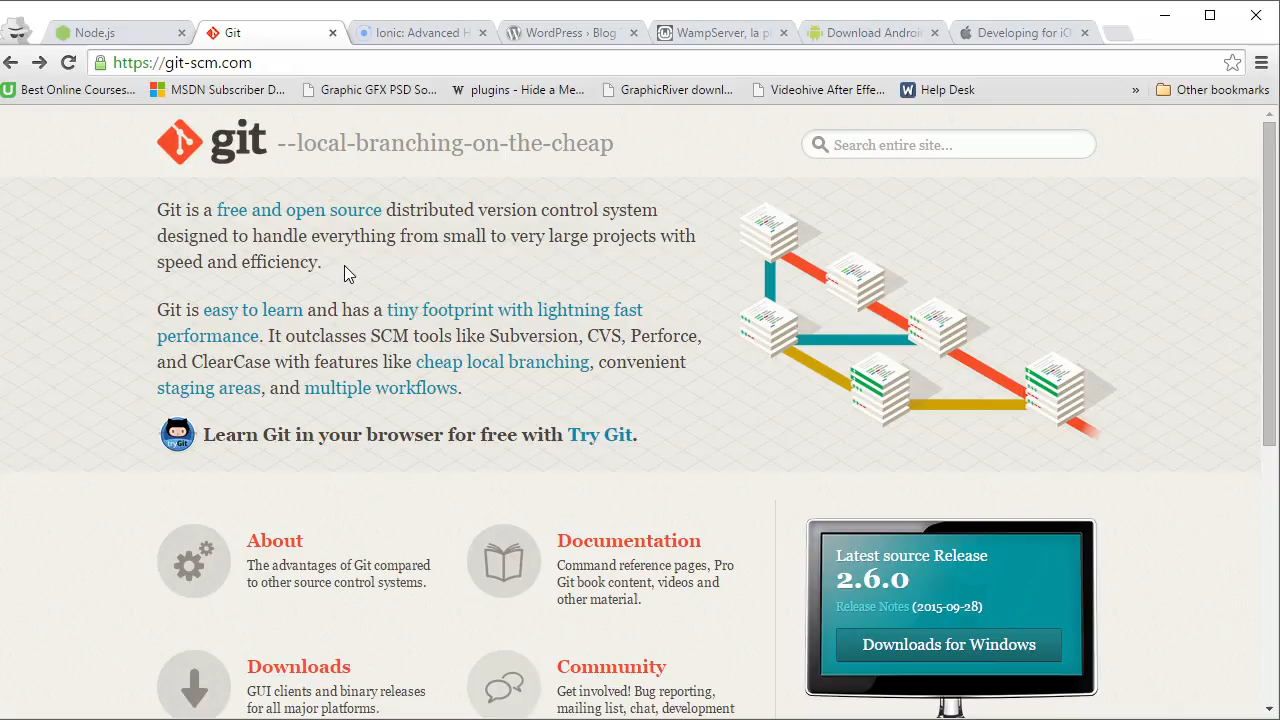 Node.js
Git
Ionic: Advanced H
WordPress › Blog
WampServer, la pl
Download Androi
Developing for iO
https://git-scm.com
Best Online Courses...
MSDN Subscriber D...
Graphic GFX PSD So...
plugins - Hide a Me...
GraphicRiver downl...
Videohive After Effe...
Help Desk
»
Other bookmarks
git --local-branching-on-the-cheap
Search entire site...
Git is a free and open source distributed version control system
designed to handle everything from small to very large projects with
speed and efficiency.
Git is easy to learn and has a tiny footprint with lightning fast
performance. It outclasses SCM tools like Subversion, CVS, Perforce,
and ClearCase with features like cheap local branching, convenient
staging areas, and multiple workflows.
tryGit
Learn Git in your browser for free with Try Git.
About
The advantages of Git compared
to other source control systems.
Documentation
Command reference pages, Pro
Git book content, videos and
other material.
Downloads
GUI clients and binary releases
for all major platforms.
Community
Get involved! Bug reporting,
mailing list, chat, development
Latest source Release
2.6.0
Release Notes (2015-09-28)
Downloads for Windows